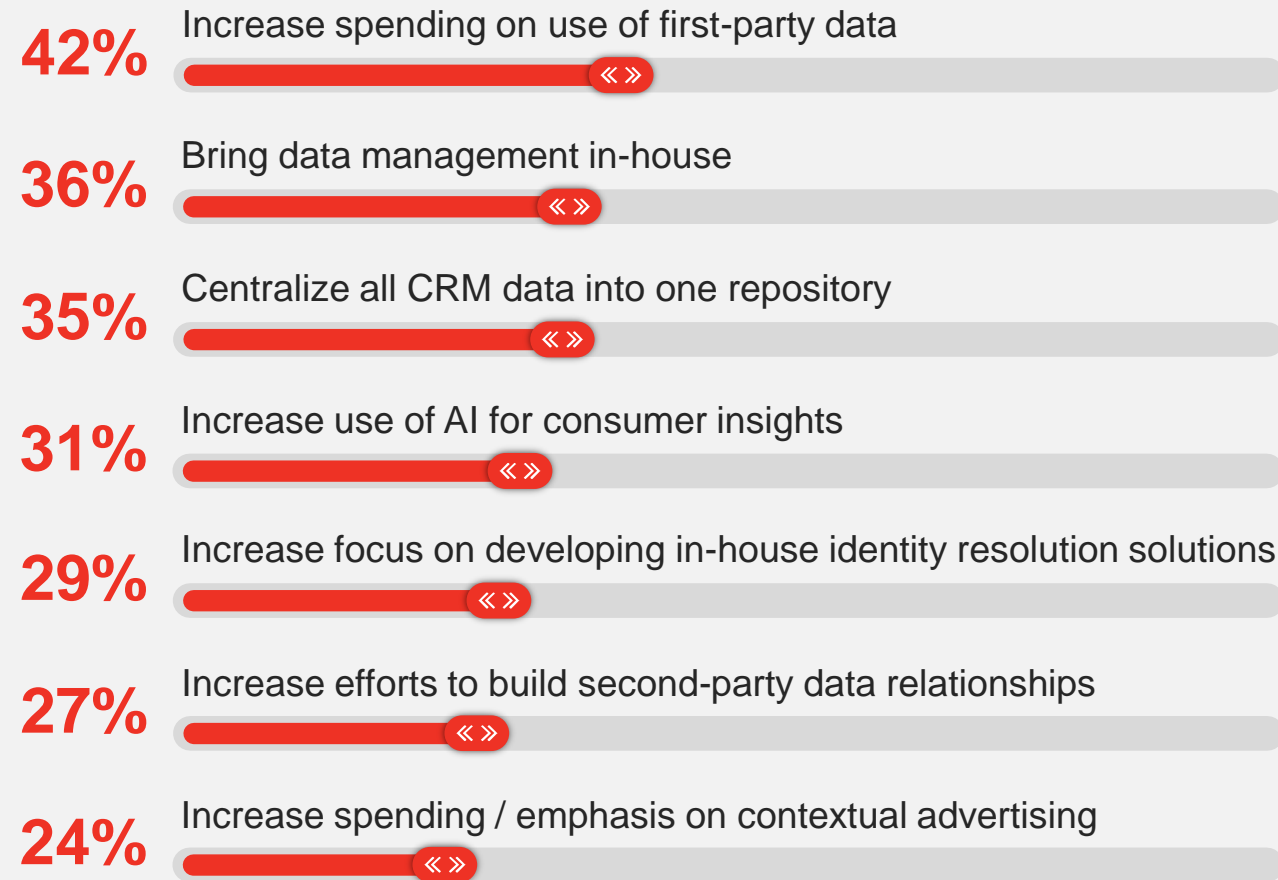 42%
Increase spending on use of first-party data
36%
Bring data management in-house
35%
Centralize all CRM data into one repository
31%
Increase use of AI for consumer insights
29%
Increase focus on developing in-house identity resolution solutions
27%
Increase efforts to build second-party data relationships
24%
Increase spending / emphasis on contextual advertising